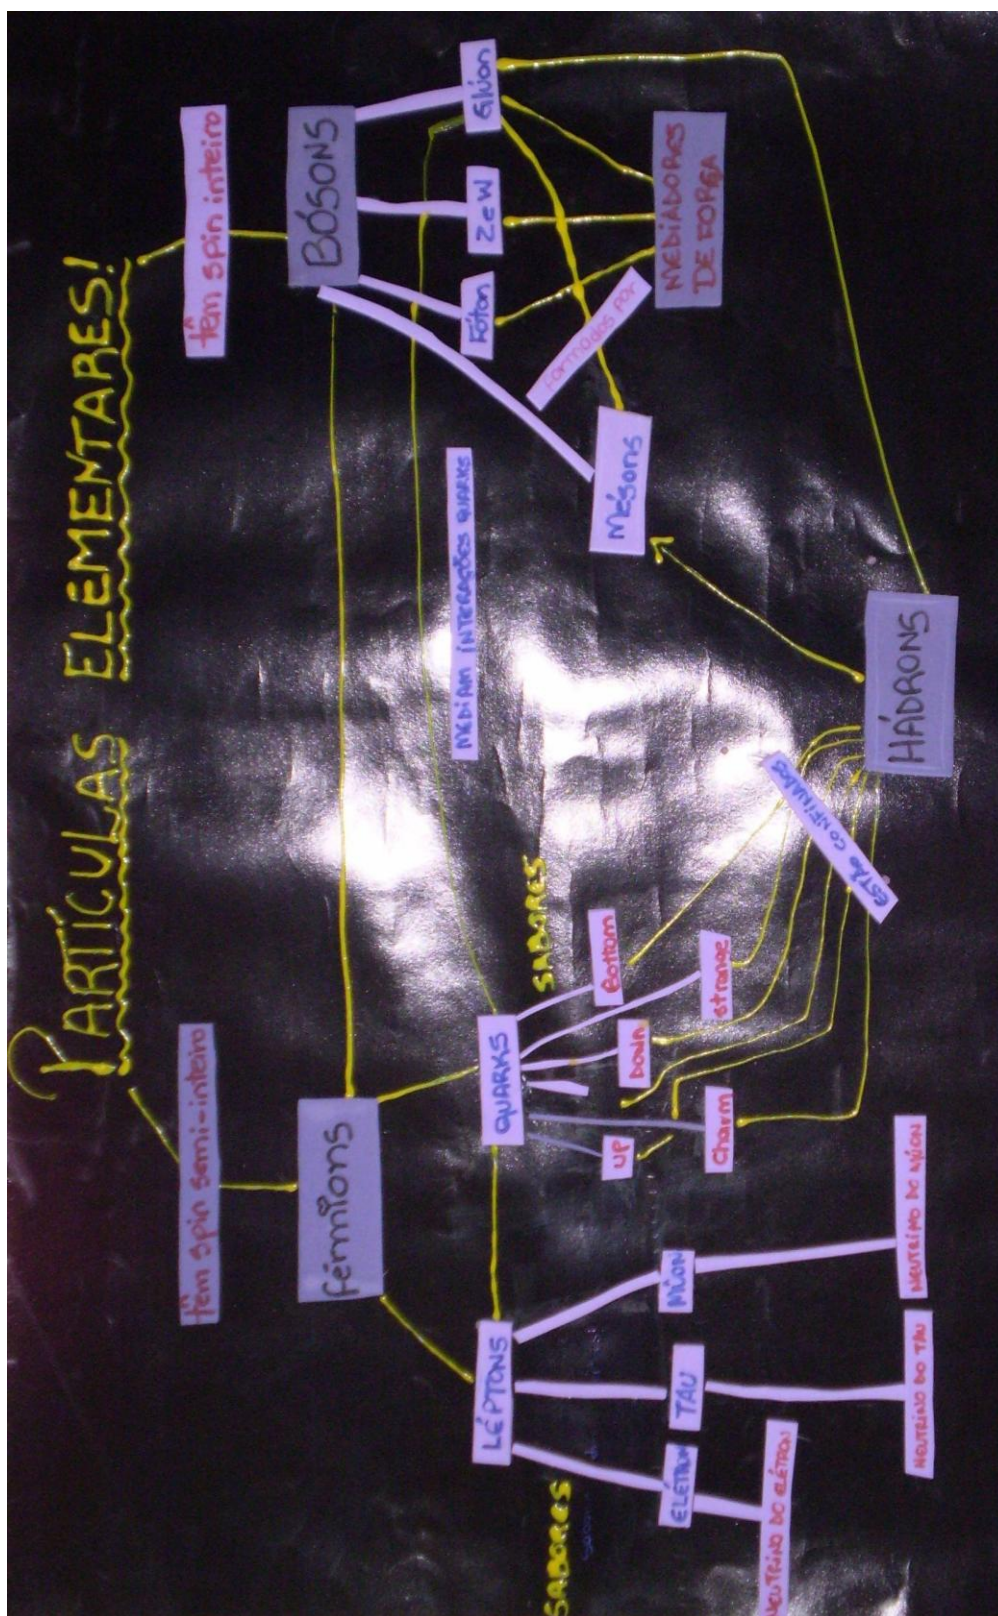 PARTÍCULAS ELEMENTARES!
têm spin semi-inteiro
têm spin inteiro
férmions
BÓSONS
LÉPTONS
QUARKS
MEDIAM INTERAÇÕES QUARKS
Fóton
Z e W
Glúon
SABORES
SABORES
ELÉTRON
TAU
MÚON
UP
Down
Bottom
Charm
strange
Mésons
Formados por
MEDIADORES
DE FORÇA
NEUTRINO DO ELÉTRON
NEUTRINO DO TAU
NEUTRINO DO MÚON
ESTÃO CONFINADOS
HÁDRONS